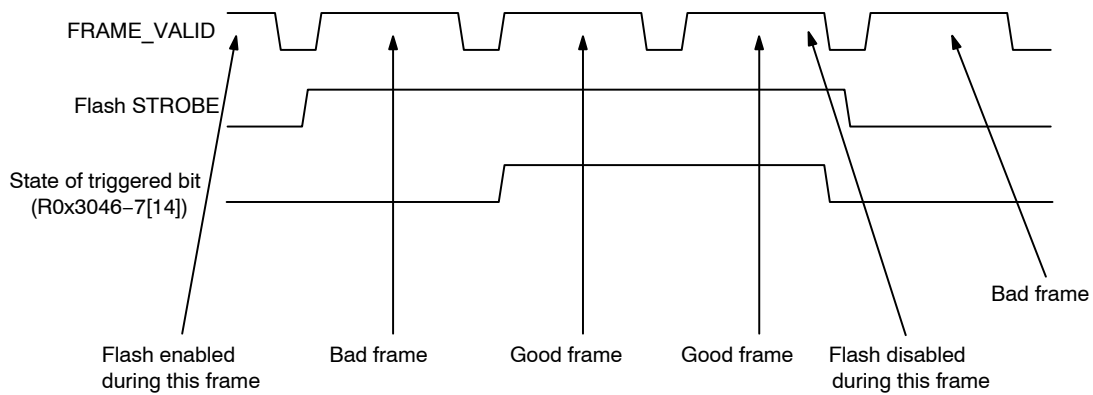 FRAME_VALID
Flash STROBE
State of triggered bit
(R0x3046−7[14])
Bad frame
Flash enabled
during this frame
Bad frame
Good frame
Good frame
Flash disabled
during this frame